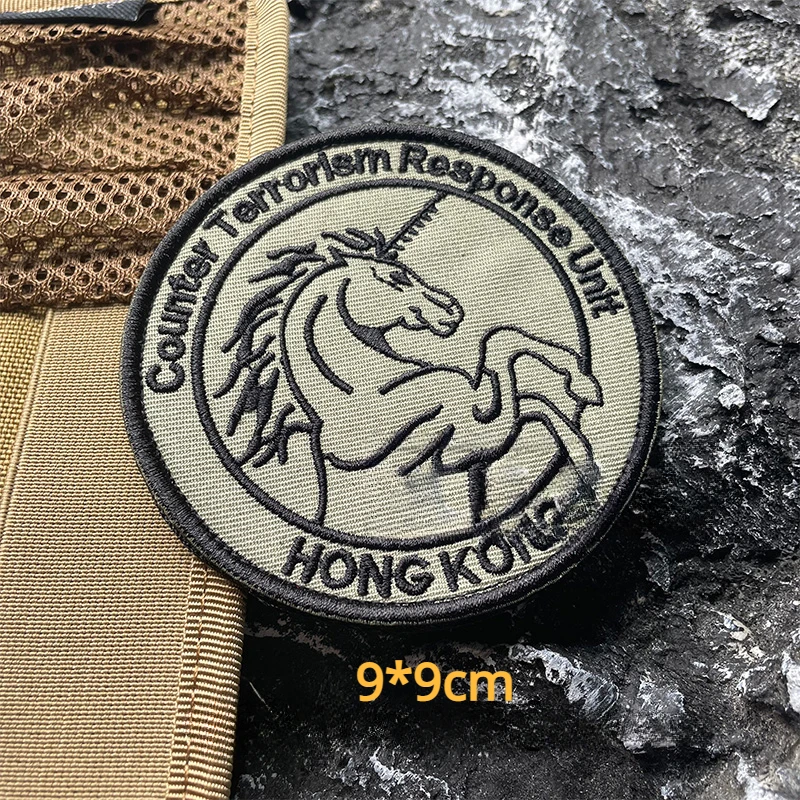 Counter Terrorism Response Unit
HONG KONG
9*9cm